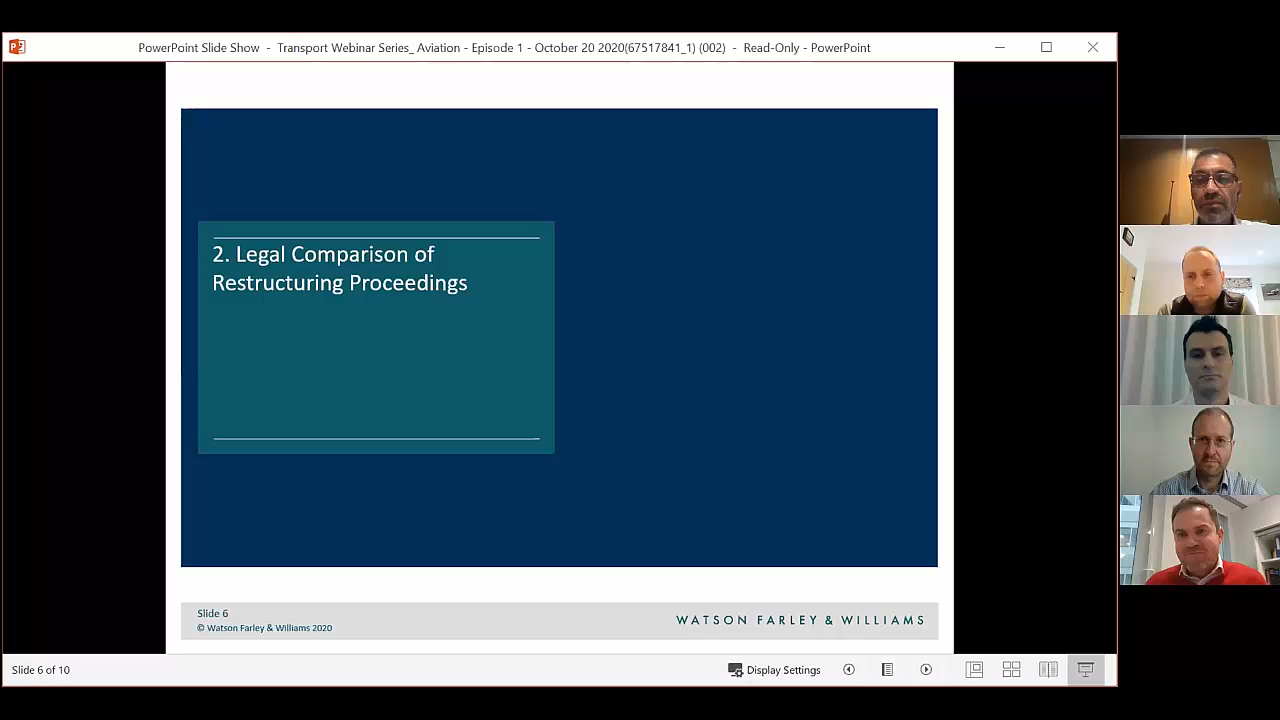 PowerPoint Slide Show - Transport Webinar Series_ Aviation - Episode 1 - October 20 2020(67517841_1) (002) - Read-Only - PowerPoint
2. Legal Comparison of
Restructuring Proceedings
Slide 6
© Watson Farley & Williams 2020
WATSON FARLEY & WILLIAMS
Slide 6 of 10
Display Settings